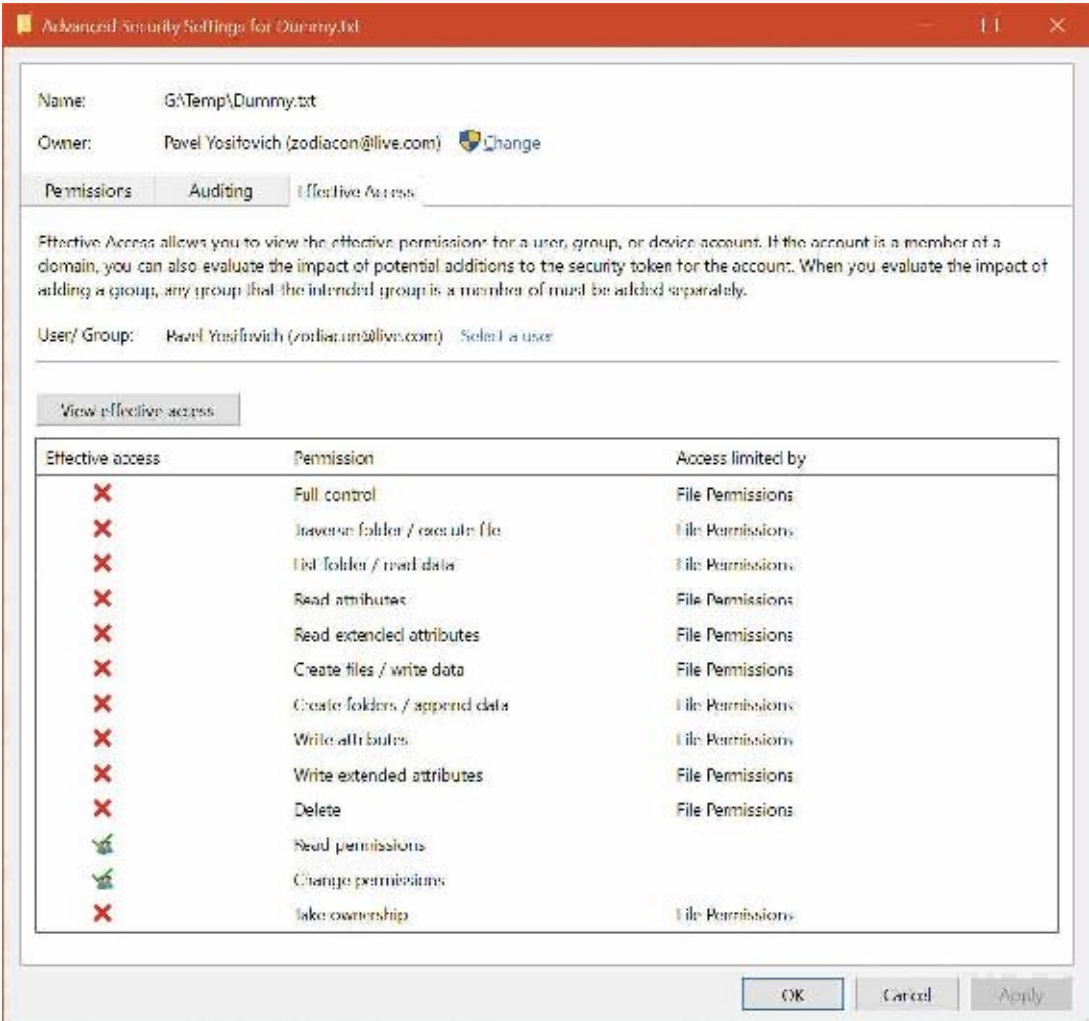 Advanced Security Settings for Dummy.txt
Name: G:\Temp\Dummy.txt
Owner: Pavel Yosifovich (zodiacon@live.com) Change
Permissions Auditing Effective Access
Effective Access allows you to view the effective permissions for a user, group, or device account. If the account is a member of a
domain, you can also evaluate the impact of potential additions to the security token for the account. When you evaluate the impact of
adding a group, any group that the intended group is a member of must be added separately.
User/ Group: Pavel Yosifovich (zodiacon@live.com) Select a user
View effective access
Effective access Permission Access limited by
Full control File Permissions
Traverse folder / execute file File Permissions
List folder / read data File Permissions
Read attributes File Permissions
Read extended attributes File Permissions
Create files / write data File Permissions
Create folders / append data File Permissions
Write attributes File Permissions
Write extended attributes File Permissions
Delete File Permissions
Read permissions
Change permissions
Take ownership File Permissions
OK Cancel Apply